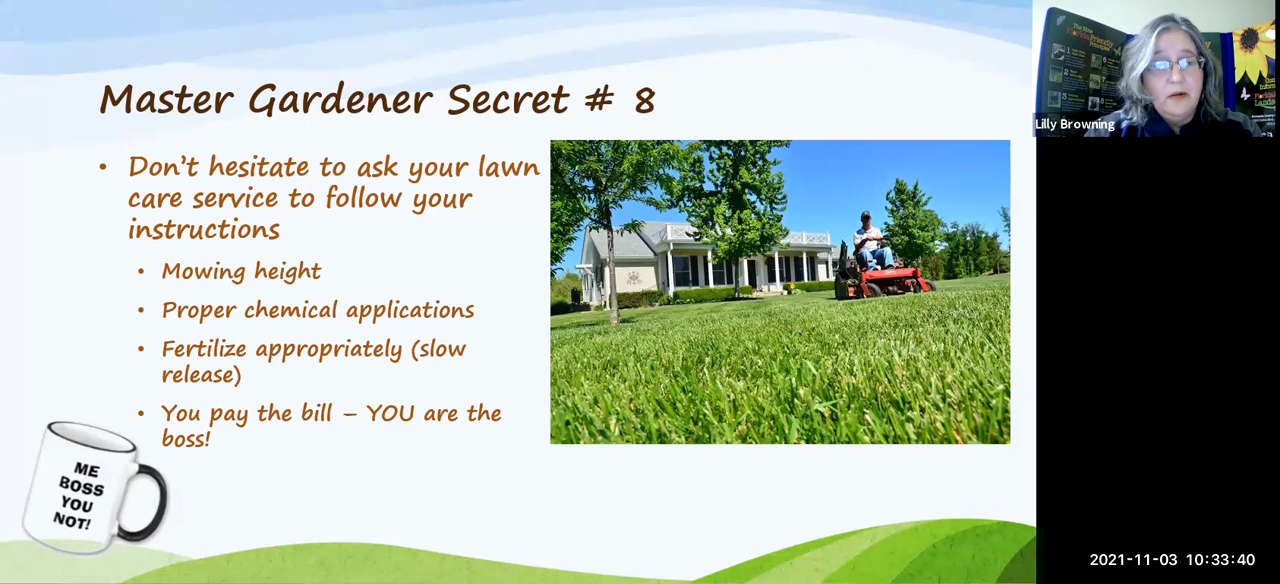 Master Gardener Secret # 8
• Don't hesitate to ask your lawn
care service to follow your
instructions
• Mowing height
• Proper chemical applications
• Fertilize appropriately (slow
release)
• You pay the bill – YOU are the
boss!
ME
BOSS
YOU
NOT!
Lilly Browning
2021-11-03 10:33:40